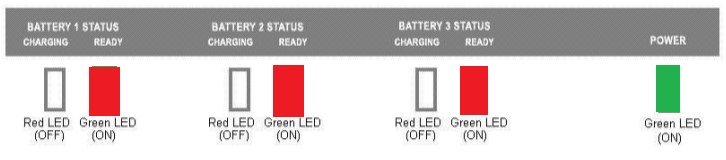 BATTERY 1 STATUS BATTERY 2 STATUS BATTERY 3 STATUS
CHARGING READY CHARGING READY CHARGING READY POWER
Red LED Green LED Red LED Green LED Red LED Green LED Green LED
(OFF) (ON) (OFF) (ON) (OFF) (ON) (ON)